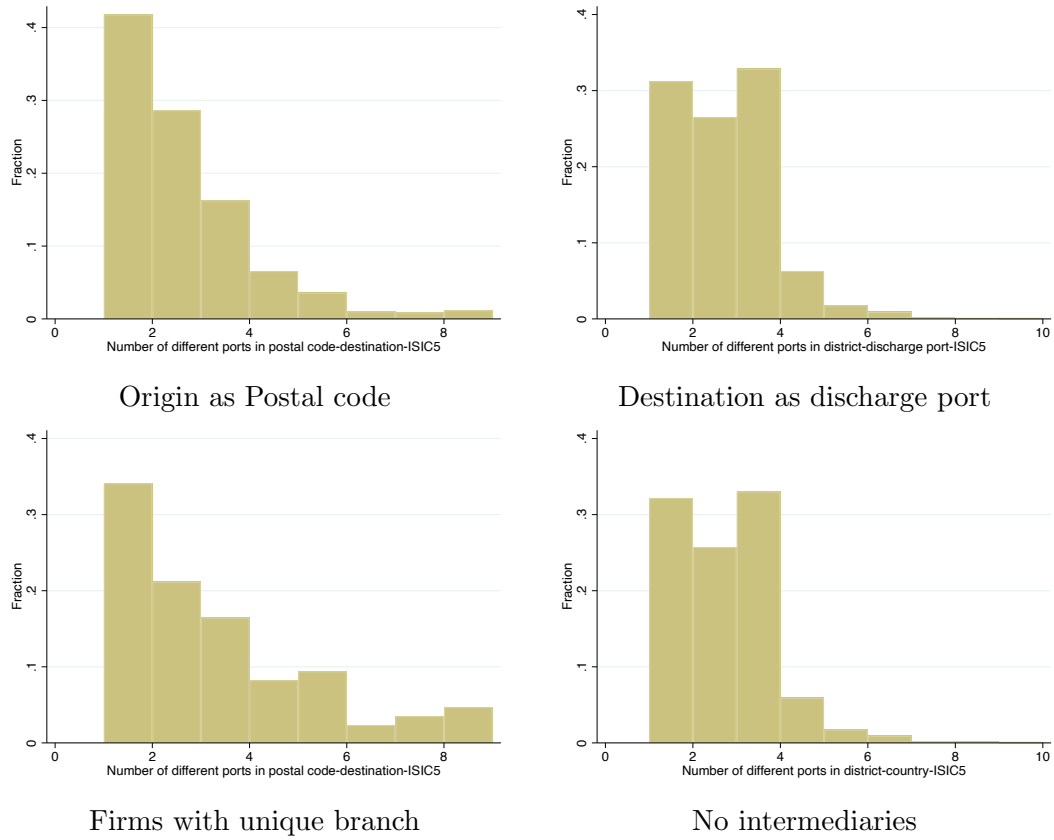 .4
.3
.2
.1
0
Fraction
0 2 4 6 8
Number of different ports in postal code-destination-ISIC5
Origin as Postal code
.4
.3
.2
.1
0
Fraction
0 2 4 6 8 10
Number of different ports in district-discharge port-ISIC5
Destination as discharge port
.4
.3
.2
.1
0
Fraction
0 2 4 6 8
Number of different ports in postal code-destination-ISIC5
Firms with unique branch
.4
.3
.2
.1
0
Fraction
0 2 4 6 8 10
Number of different ports in district-country-ISIC5
No intermediaries